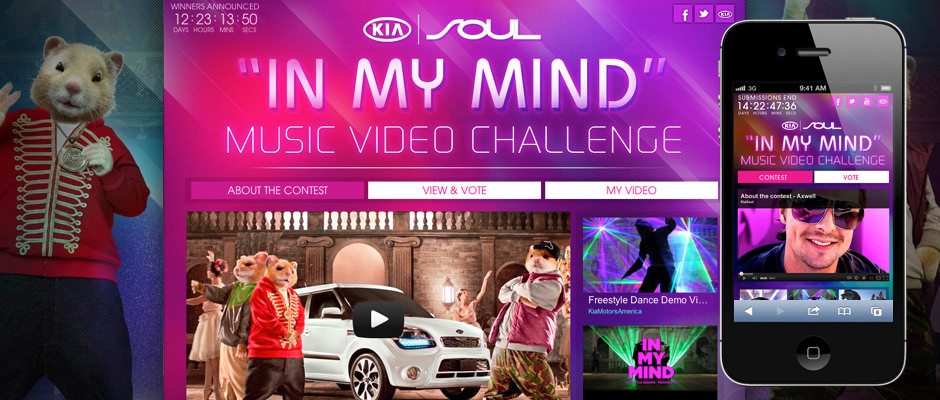 WINNERS ANNOUNCED
12:23:13:50
DAYS HOURS MINS SECS
KIA SOUL
"IN MY MIND"
MUSIC VIDEO CHALLENGE
ABOUT THE CONTEST
VIEW & VOTE
MY VIDEO
Freestyle Dance Demo Vi...
KiaMotorsAmerica
IN
MY
MIND
3G
9:41 AM
SUBMISSIONS END
14:22:47:36
DAYS HOURS MINS SECS
KIA SOUL
"IN MY MIND"
MUSIC VIDEO CHALLENGE
CONTEST
VOTE
About the contest - Axwell